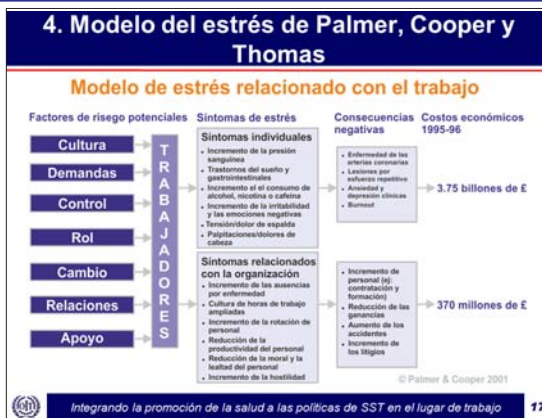 4. Modelo del estrés de Palmer, Cooper y
Thomas
Modelo de estrés relacionado con el trabajo
Factores de risego potenciales
Cultura
Demandas
Control
Rol
Cambio
Relaciones
Apoyo
TRABAJADORES
Síntomas de estrés
Síntomas individuales
• Incremento de la presión
sanguínea
• Trastornos del sueño y
gastrointestinales
• Incremento el el consumo de
alcohol, nicotina o cafeína
• Incremento de la irritabilidad
y las emociones negativas
• Tensión/dolor de espalda
• Palpitaciones/dolores de
cabeza
Síntomas relacionados
con la organización
• Incremento de las ausencias
por enfermedad
• Cultura de horas de trabajo
ampliadas
• Incremento de la rotación de
personal
• Reducción de la
productividad del personal
• Reducción de la moral y la
lealtad del personal
• Incremento de la hostilidad
Consecuencias
negativas
• Enfermedad de las
arterias coronarias
• Lesiones por
esfuerzo repetitivo
• Ansiedad y
depresión clínicas
• Burnout
• Incremento de
personal (ej:
contratación y
formación)
• Reducción de las
ganancias
• Aumento de los
accidentes
• Incremento de
los litigios
Costos económicos
1995-96
3.75 billones de £
370 millones de £
© Palmer & Cooper 2001
Integrando la promoción de la salud a las políticas de SST en el lugar de trabajo
17